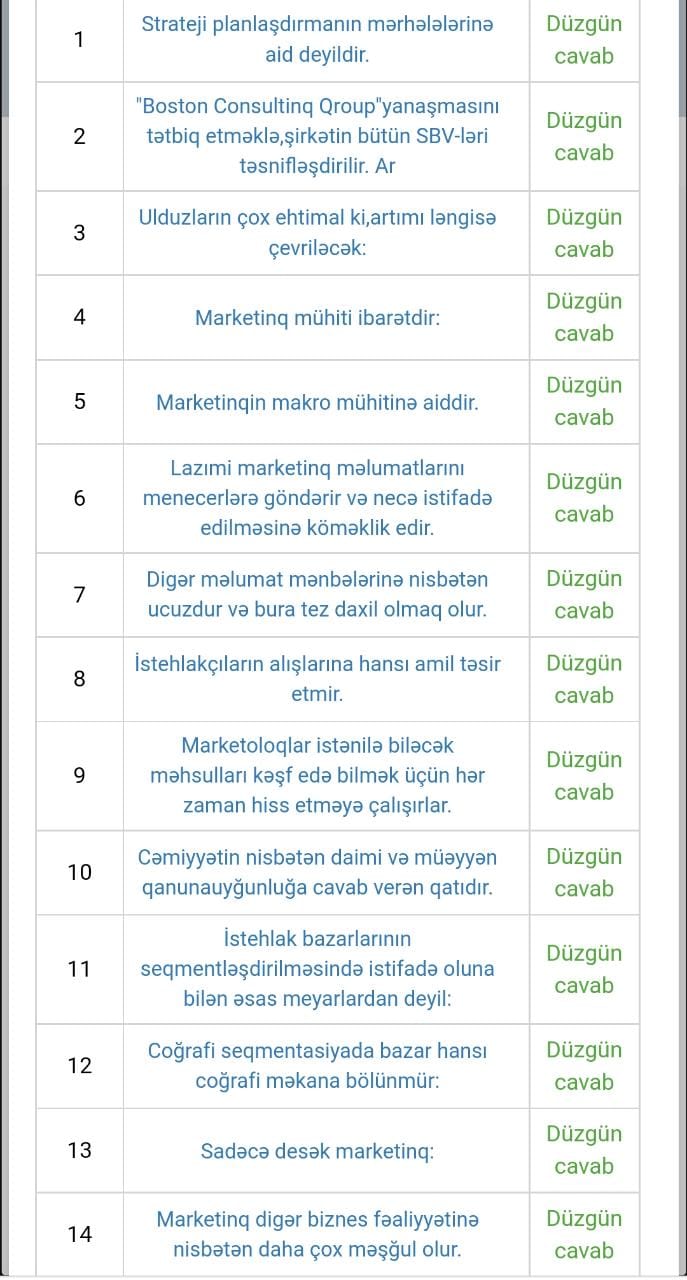 1
Strateji planlaşdırmanın mərhələlərinə
aid deyildir.
Düzgün
cavab
2
"Boston Consultinq Qroup"yanaşmasını
tətbiq etməklə,şirkətin bütün SBV-ləri
təsnifləşdirilir. Ar
Düzgün
cavab
3
Ulduzların çox ehtimal ki,artımı ləngisə
çevriləcək:
Düzgün
cavab
4
Marketinq mühiti ibarətdir:
Düzgün
cavab
5
Marketinqin makro mühitinə aiddir.
Düzgün
cavab
6
Lazımi marketinq məlumatlarını
menecerlərə göndərir və necə istifadə
edilməsinə köməklik edir.
Düzgün
cavab
7
Digər məlumat mənbələrinə nisbətən
ucuzdur və bura tez daxil olmaq olur.
Düzgün
cavab
8
İstehlakçıların alışlarına hansı amil təsir
etmir.
Düzgün
cavab
9
Marketoloqlar istənilə biləcək
məhsulları kəşf edə bilmək üçün hər
zaman hiss etməyə çalışırlar.
Düzgün
cavab
10
Cəmiyyətin nisbətən daimi və müəyyən
qanunauyğunluğa cavab verən qatıdır.
Düzgün
cavab
11
İstehlak bazarlarının
seqmentləşdirilməsində istifadə oluna
bilən əsas meyarlardan deyil:
Düzgün
cavab
12
Coğrafi seqmentasiyada bazar hansı
coğrafi məkana bölünmür:
Düzgün
cavab
13
Sadəcə desək marketinq:
Düzgün
cavab
14
Marketinq digər biznes fəaliyyətinə
nisbətən daha çox məşğul olur.
Düzgün
cavab